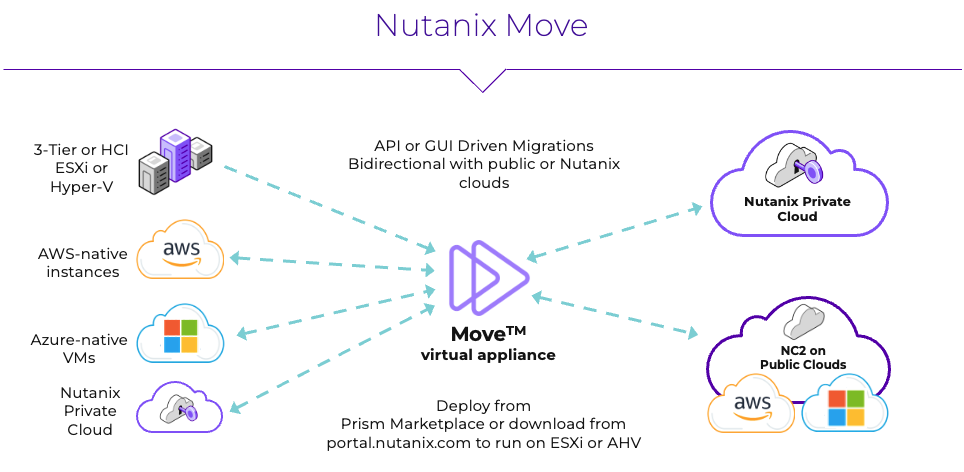 Nutanix Move
3-Tier or HCI
ESXi or
Hyper-V
API or GUI Driven Migrations
Bidirectional with public or Nutanix
clouds
Nutanix Private
Cloud
AWS-native
instances
aws
Move™
virtual appliance
Azure-native
VMs
NC2 on
Public Clouds
aws
Nutanix
Private
Cloud
Deploy from
Prism Marketplace or download from
portal.nutanix.com to run on ESXi or AHV